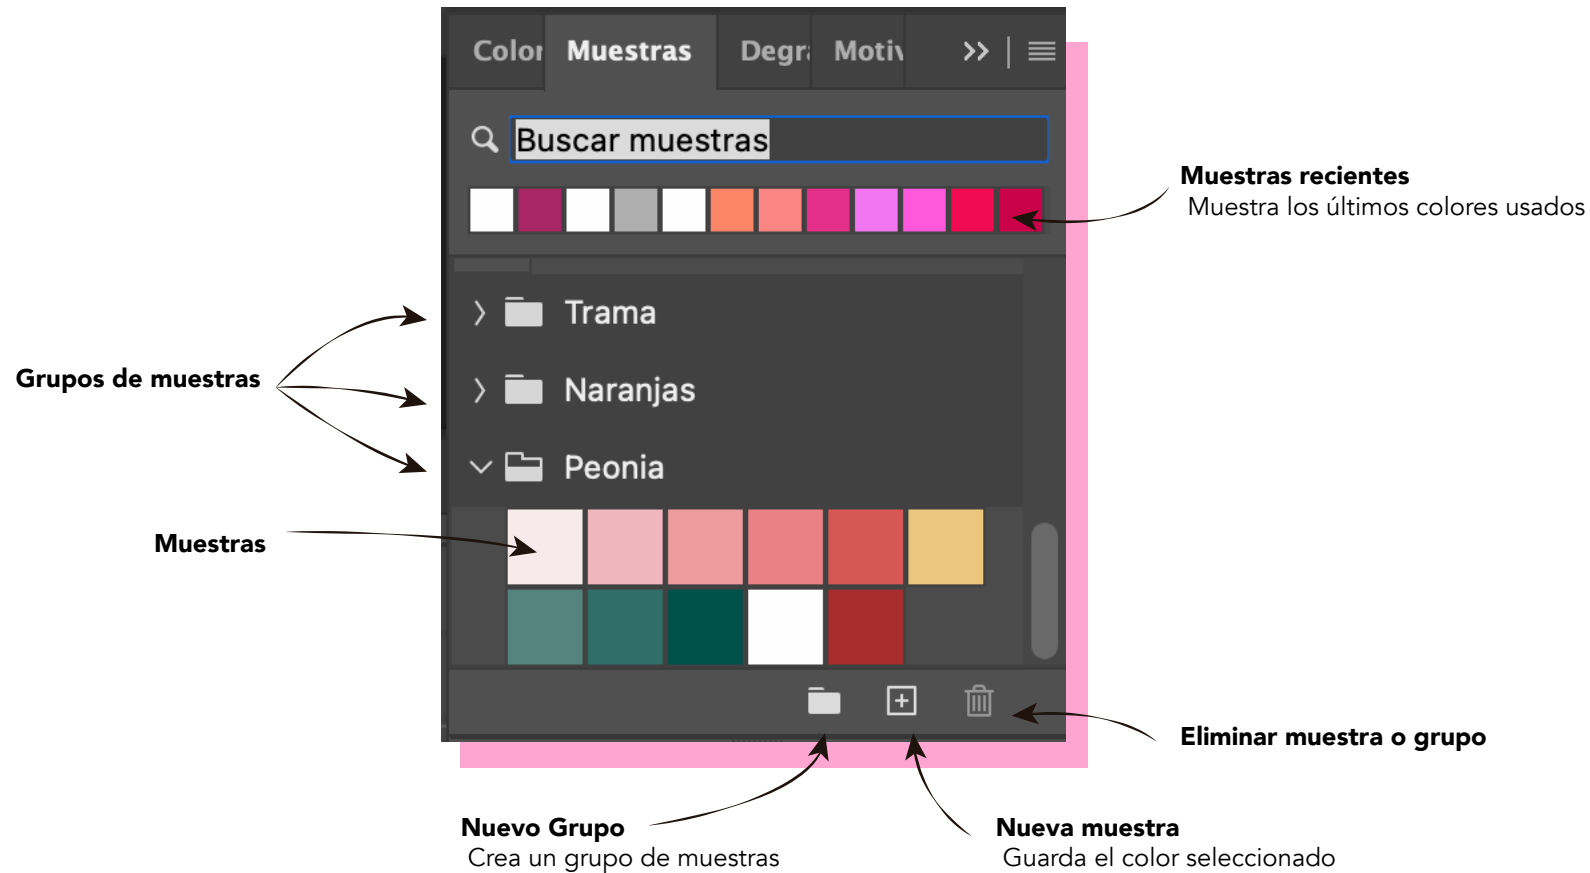 Color
Muestras
Degra
Motiv
Buscar muestras
Muestras recientes
Muestra los últimos colores usados
Trama
Grupos de muestras
Naranjas
Peonia
Muestras
Eliminar muestra o grupo
Nuevo Grupo
Crea un grupo de muestras
Nueva muestra
Guarda el color seleccionado